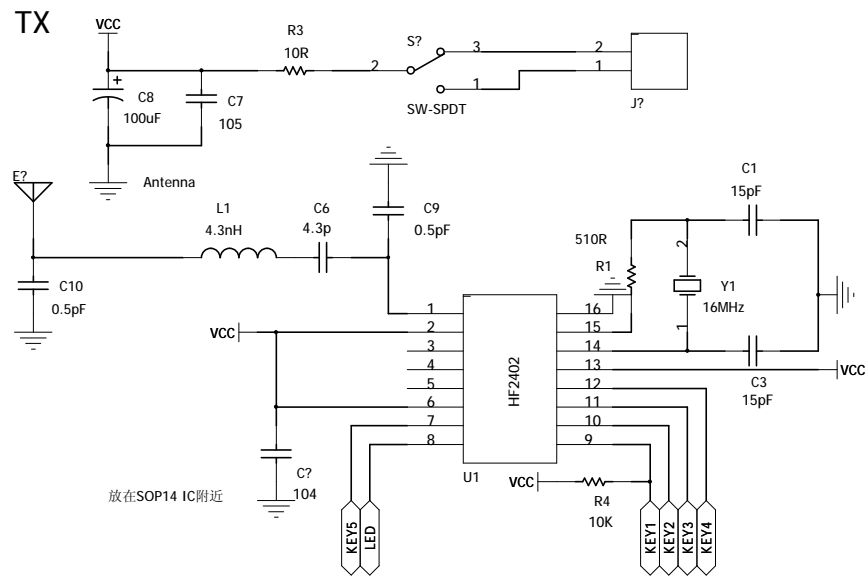 TX
VCC
R3
10R
S?
2
3
1
SW-SPDT
2
1
J?
C8
100uF
C7
105
E?
Antenna
L1
4.3nH
C6
4.3p
C9
0.5pF
C10
0.5pF
C1
15pF
510R
R1
2
Y1
16MHz
1
C3
15pF
VCC
VCC
1
2
3
4
5
6
7
8
HF2402
U1
16
15
14
13
12
11
10
9
C?
104
放在SOP14 IC附近
VCC
R4
10K
KEY5
LED
KEY1
KEY2
KEY3
KEY4